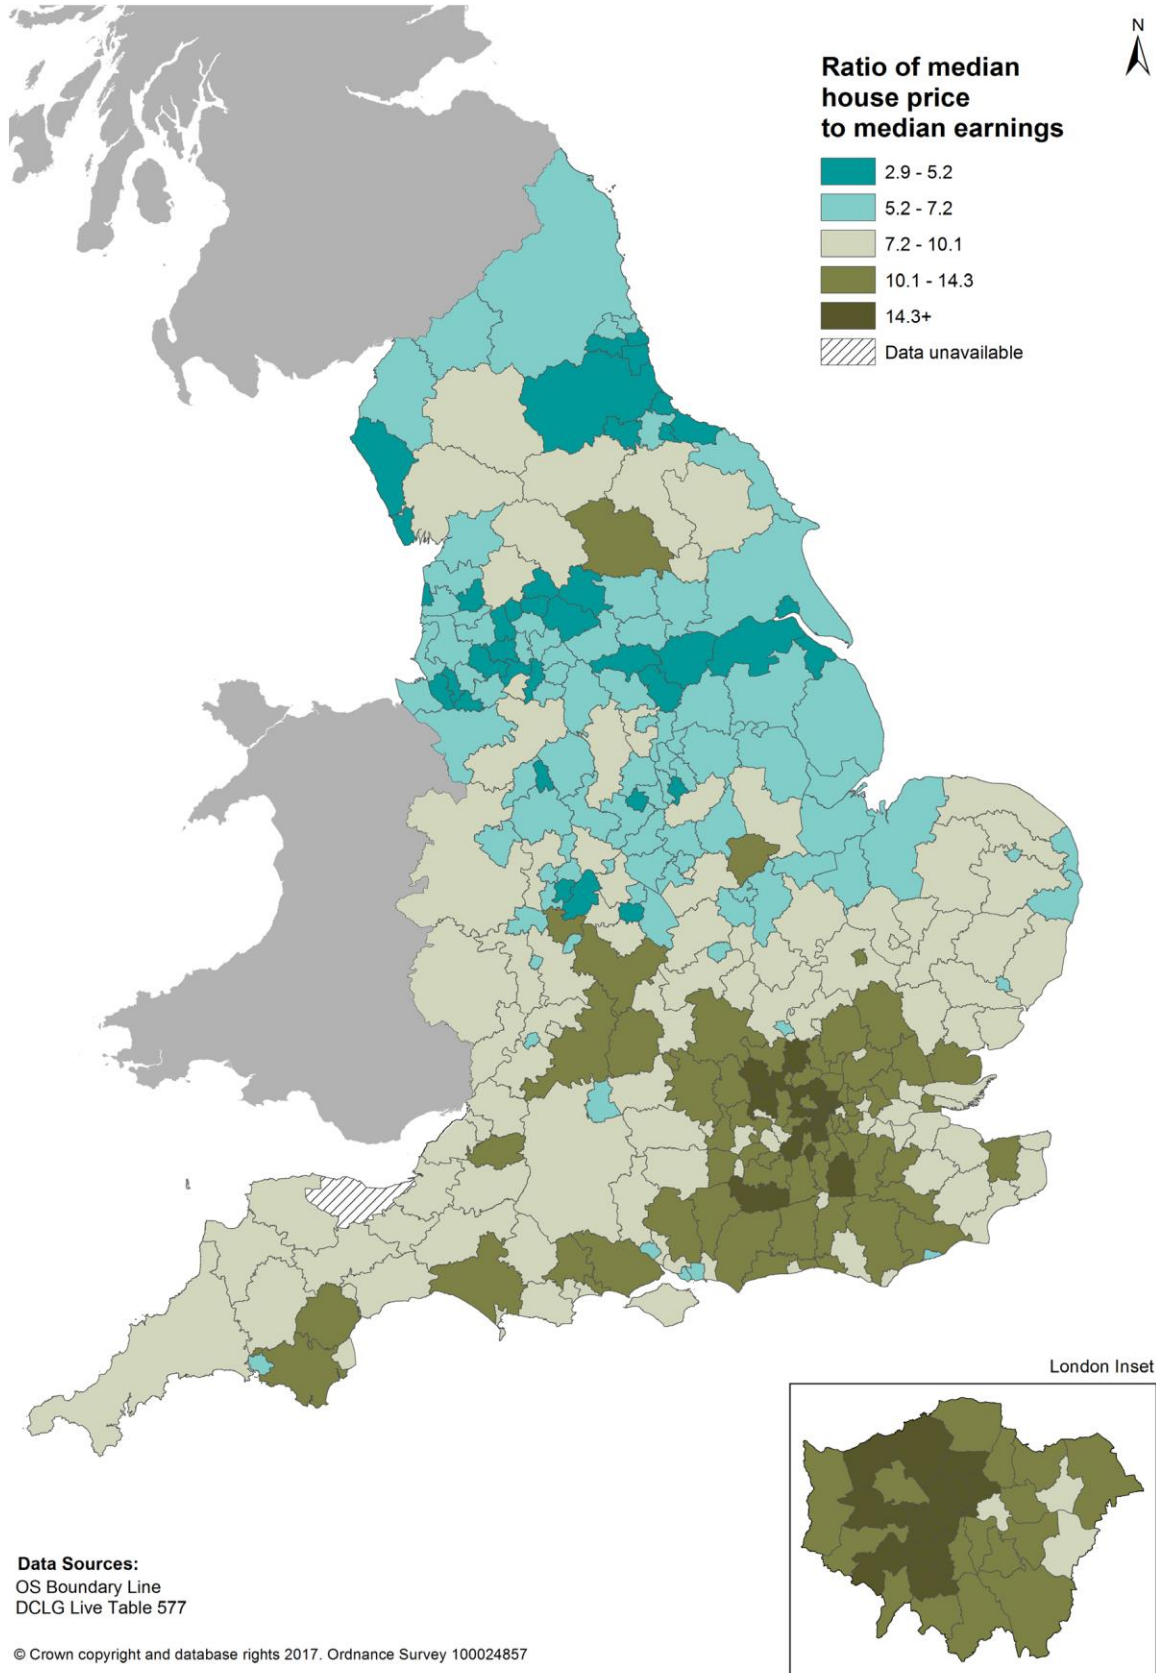 N
Ratio of median
house price
to median earnings
2.9 - 5.2
5.2 - 7.2
7.2 - 10.1
10.1 - 14.3
14.3+
Data unavailable
London Inset
Data Sources:
OS Boundary Line
DCLG Live Table 577
© Crown copyright and database rights 2017. Ordnance Survey 100024857